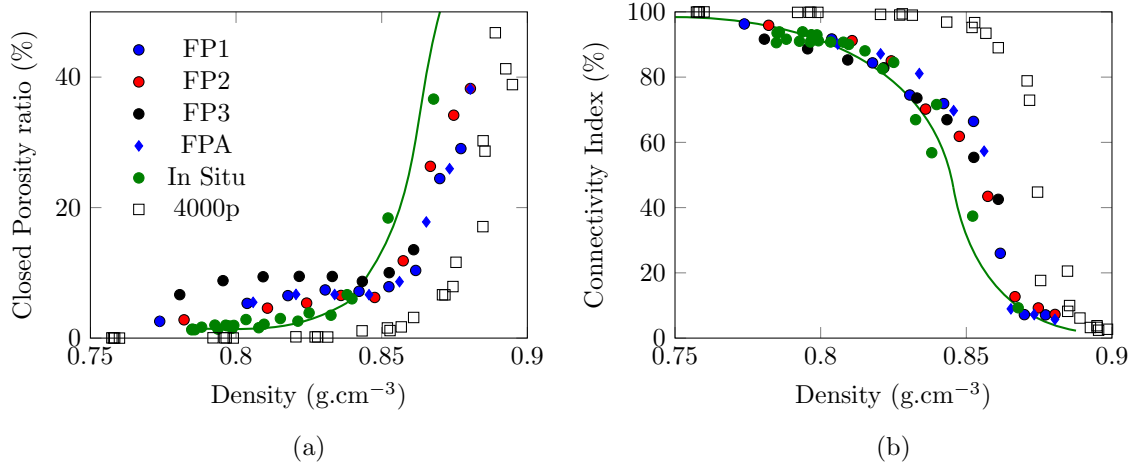 Closed Porosity ratio (%)
40
20
0
FP1
FP2
FP3
FPA
In Situ
4000p
0.75
0.8
0.85
0.9
Density (g.cm⁻³)
(a)
Connectivity Index (%)
100
80
60
40
20
0
0.75
0.8
0.85
0.9
Density (g.cm⁻³)
(b)